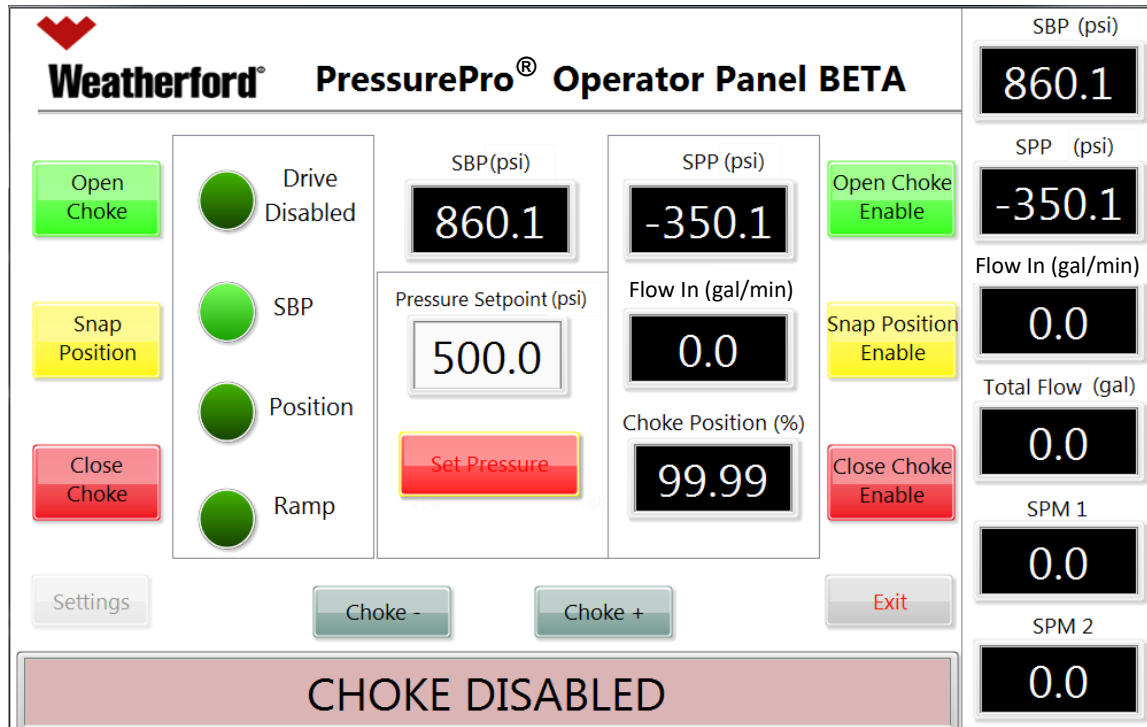 Weatherford®
PressurePro® Operator Panel BETA
Open
Choke
Snap
Position
Close
Choke
Settings
Drive
Disabled
SBP
Position
Ramp
SBP(psi)
860.1
Pressure Setpoint (psi)
500.0
Set Pressure
SPP (psi)
-350.1
Flow In (gal/min)
0.0
Choke Position (%)
99.99
Open Choke
Enable
Snap Position
Enable
Close Choke
Enable
Choke -
Choke +
Exit
CHOKE DISABLED
SBP (psi)
860.1
SPP (psi)
-350.1
Flow In (gal/min)
0.0
Total Flow (gal)
0.0
SPM 1
0.0
SPM 2
0.0